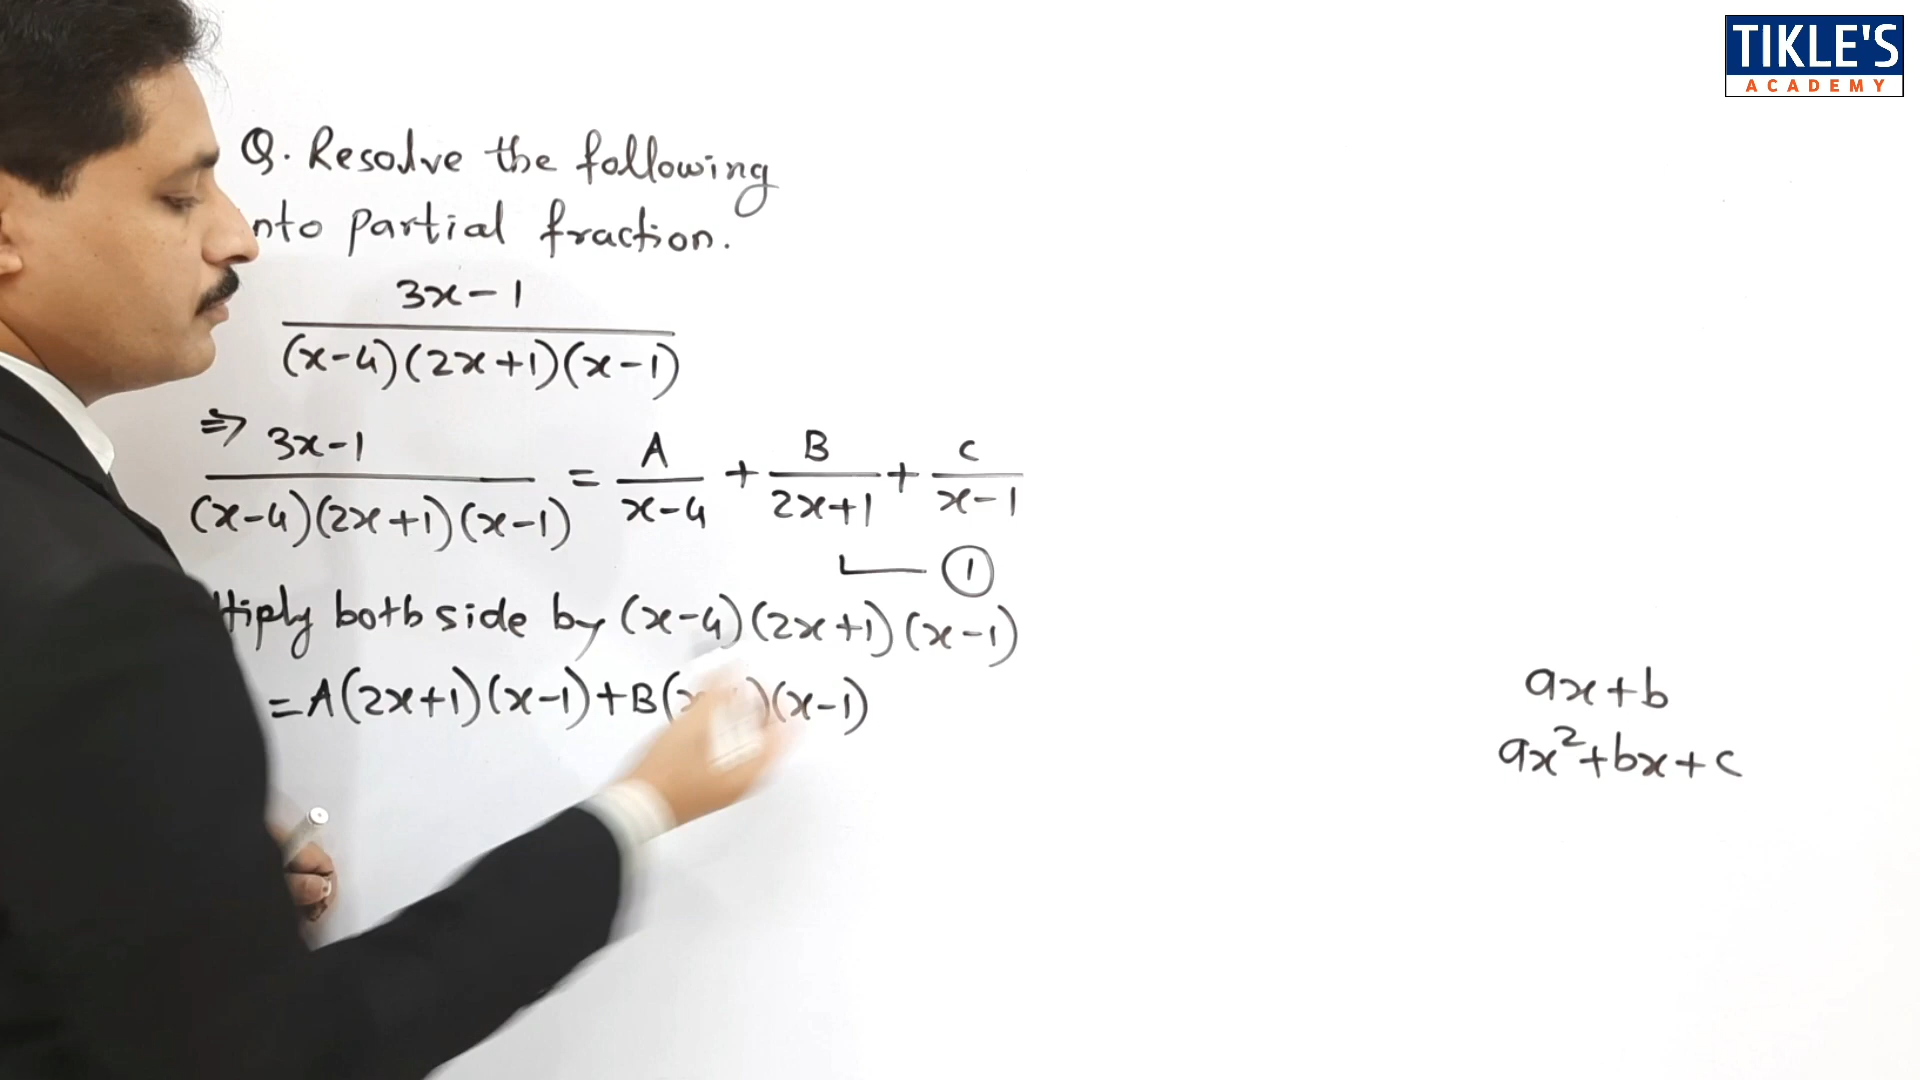 TIKLE'S
ACADEMY
Q. Resolve the following
nto partial fraction.
3x-1
(x-4)(2x+1)(x-1)
⇒ 3x-1 = A + B + C
(x-4)(2x+1)(x-1) x-4 2x+1 x-1
①
tiply both side by (x-4)(2x+1)(x-1)
=A(2x+1)(x-1)+B( )(x-1)
ax+b
ax²+bx+c